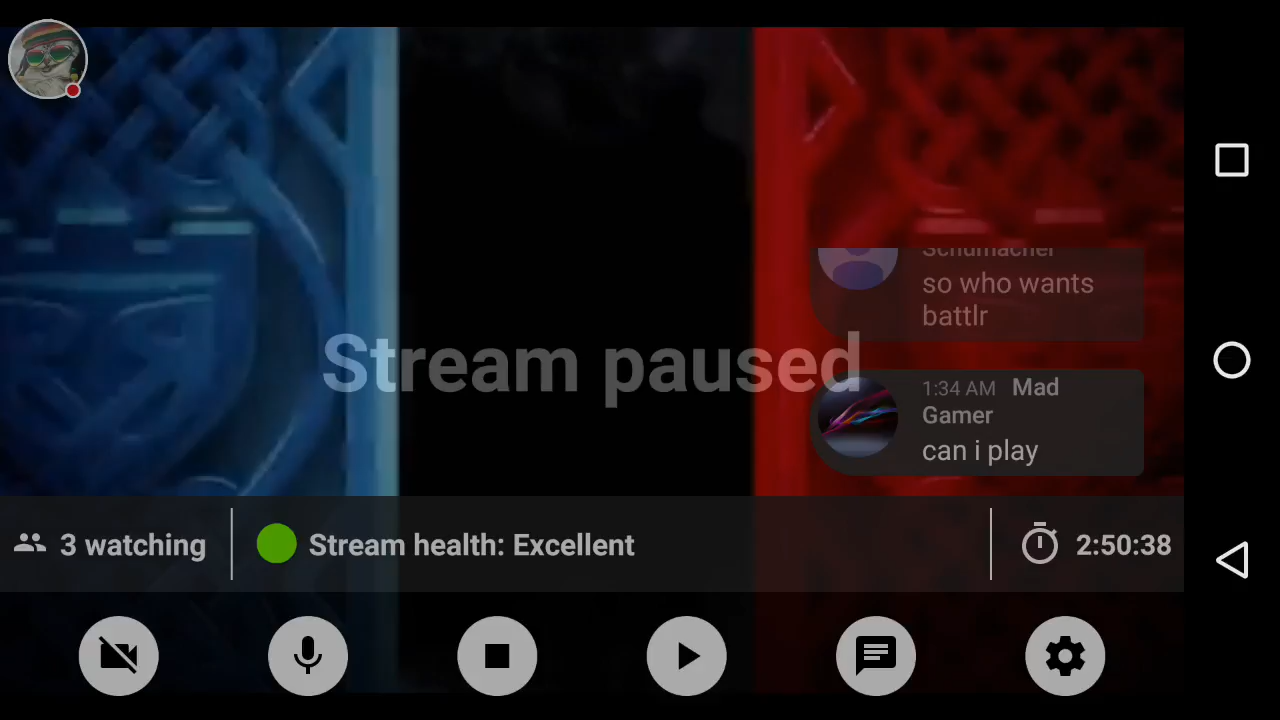 Schumacher
so who wants
battlr
Stream paused
1:34 AM Mad
Gamer
can i play
3 watching
Stream health: Excellent
2:50:38